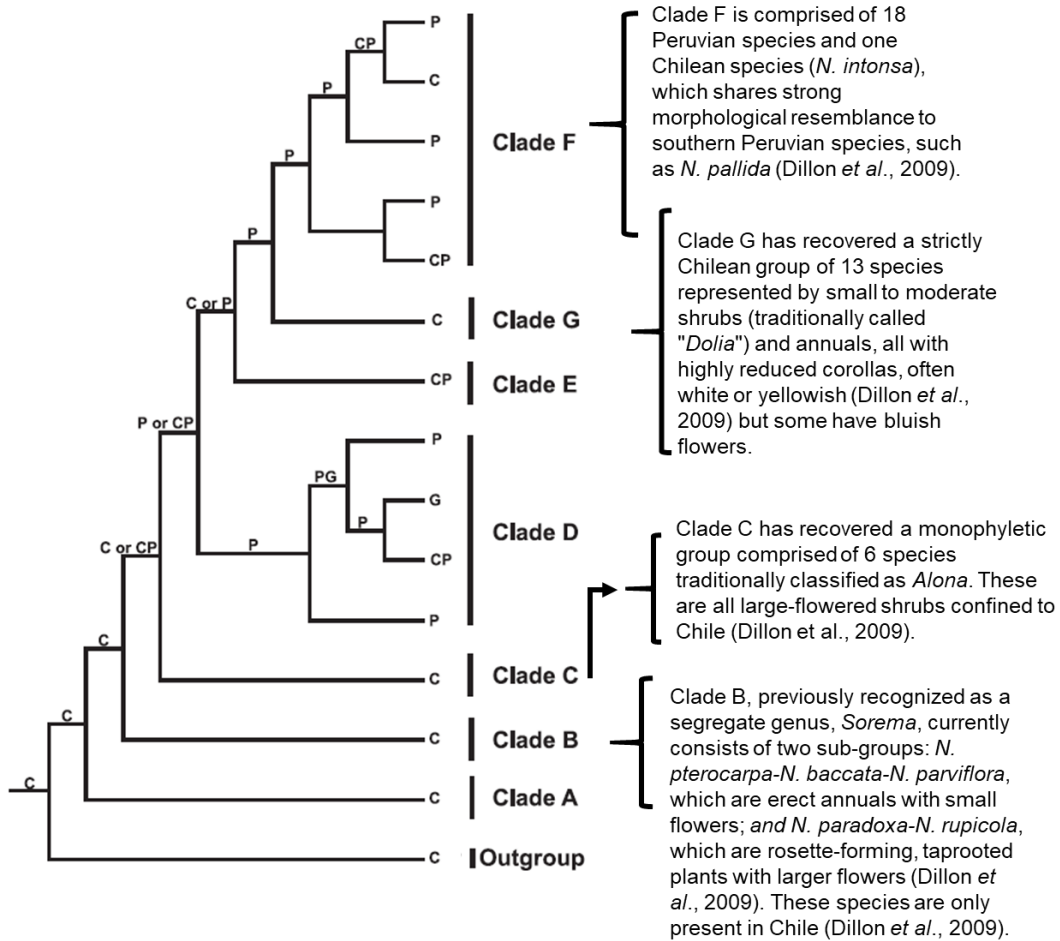 P
CP
C
P
P
Clade F
P
P
P
CP
C or P
C
Clade G
CP
Clade E
P or CP
P
PG
G
P
CP
Clade D
P
P
C or CP
C
Clade C
C
C
Clade B
C
C
Clade A
C
C
Outgroup
Clade F is comprised of 18
Peruvian species and one
Chilean species (N. intonsa),
which shares strong
morphological resemblance to
southern Peruvian species, such
as N. pallida (Dillon et al., 2009).
Clade G has recovered a strictly
Chilean group of 13 species
represented by small to moderate
shrubs (traditionally called
"Dolia") and annuals, all with
highly reduced corollas, often
white or yellowish (Dillon et al.,
2009) but some have bluish
flowers.
Clade C has recovered a monophyletic
group comprised of 6 species
traditionally classified as Alona. These
are all large-flowered shrubs confined to
Chile (Dillon et al., 2009).
Clade B, previously recognized as a
segregate genus, Sorema, currently
consists of two sub-groups: N.
pterocarpa-N. baccata-N. parviflora,
which are erect annuals with small
flowers; and N. paradoxa-N. rupicola,
which are rosette-forming, taprooted
plants with larger flowers (Dillon et
al., 2009). These species are only
present in Chile (Dillon et al., 2009).